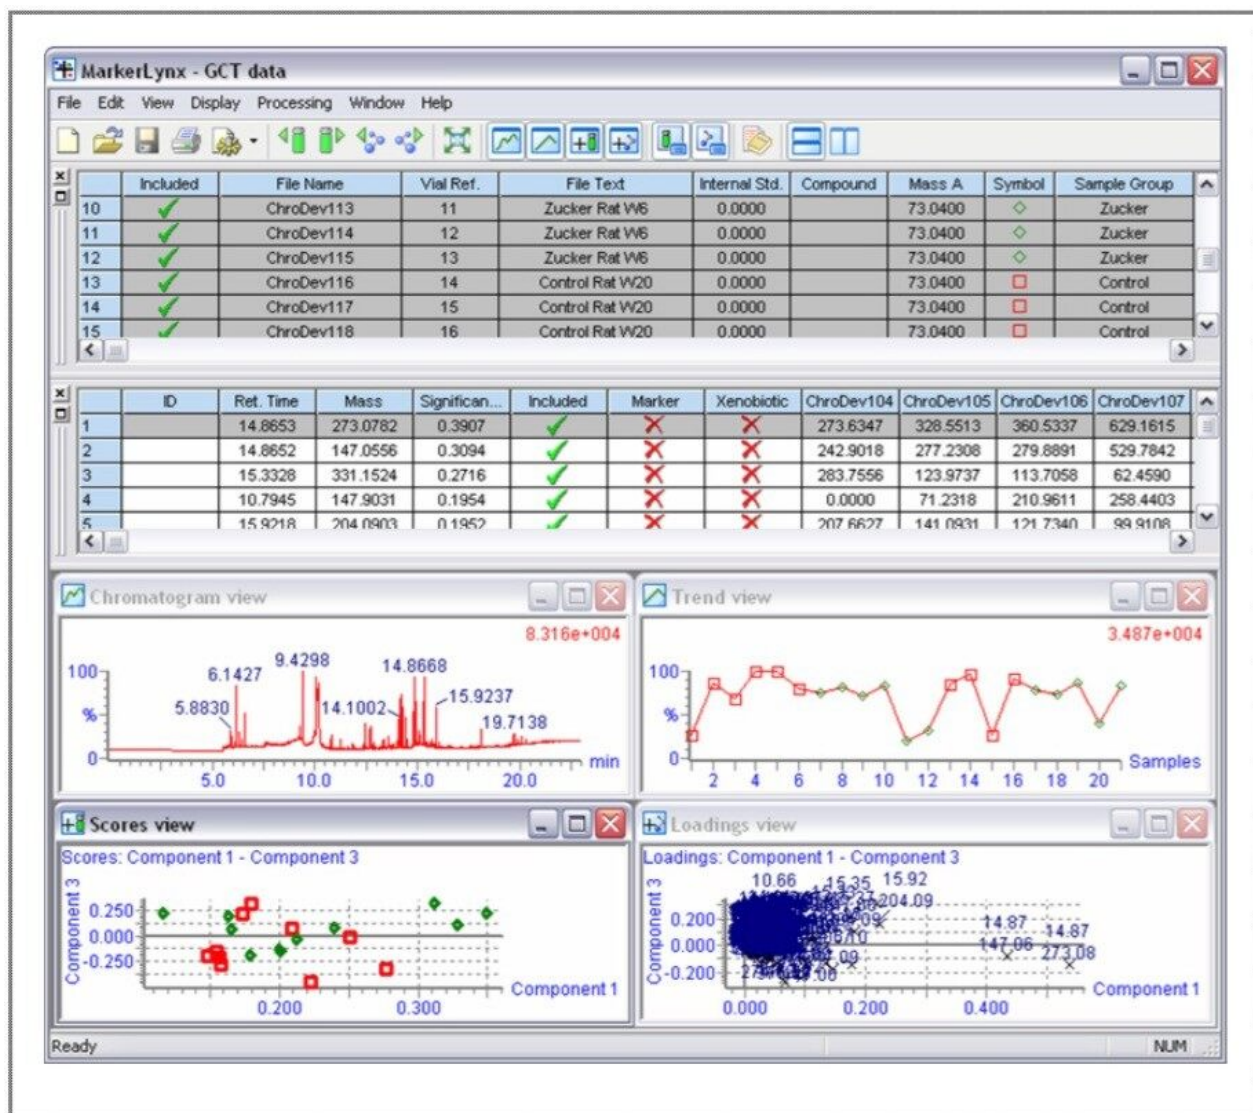 MarkerLynx - GCT data
File Edit View Display Processing Window Help
Included File Name Vial Ref. File Text Internal Std. Compound Mass A Symbol Sample Group
10 ChroDev113 11 Zucker Rat W6 0.0000 73.0400 Zucker
11 ChroDev114 12 Zucker Rat W6 0.0000 73.0400 Zucker
12 ChroDev115 13 Zucker Rat W6 0.0000 73.0400 Zucker
13 ChroDev116 14 Control Rat W20 0.0000 73.0400 Control
14 ChroDev117 15 Control Rat W20 0.0000 73.0400 Control
15 ChroDev118 16 Control Rat W20 0.0000 73.0400 Control
ID Ret. Time Mass Significan... Included Marker Xenobiotic ChroDev104 ChroDev105 ChroDev106 ChroDev107
1 14.8653 273.0782 0.3907 273.6347 328.5513 360.5337 629.1615
2 14.8652 147.0556 0.3094 242.9018 277.2308 279.8891 529.7842
3 15.3328 331.1524 0.2716 283.7556 123.9737 113.7058 62.4590
4 10.7945 147.9031 0.1954 0.0000 71.2318 210.9611 258.4403
5 15.9218 204.0903 0.1952 207.6627 141.0931 121.7340 99.9108
Chromatogram view
8.316e+004
100
%
0
5.8830
6.1427
9.4298
14.1002
14.8668
15.9237
19.7138
min
5.0 10.0 15.0 20.0
Trend view
3.487e+004
100
%
0
Samples
2 4 6 8 10 12 14 16 18 20
Scores view
Scores: Component 1 - Component 3
Component 3
0.250
0.000
-0.250
Component 1
0.200 0.300
Loadings view
Loadings: Component 1 - Component 3
Component 3
10.66 15.35 15.92
204.09
0.200
0.000
-0.200
14.87 14.87
147.06 273.08
Component 1
0.000 0.200 0.400
Ready NUM